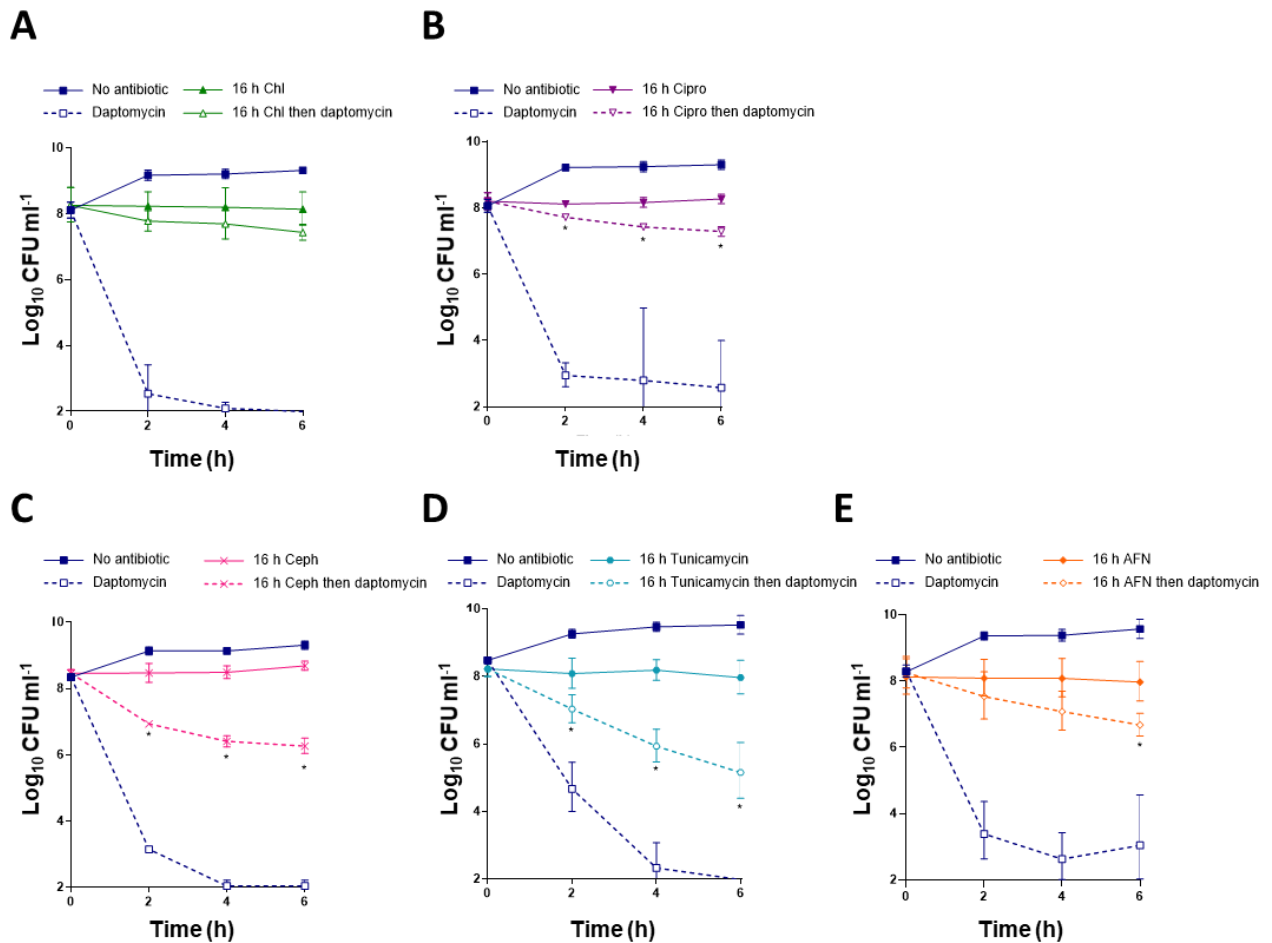 A
No antibiotic 16 h Chl
Daptomycin 16 h Chl then daptomycin
10
8
6
4
2
0 2 4 6
Log10 CFU ml-1
Time (h)
B
No antibiotic 16 h Cipro
Daptomycin 16 h Cipro then daptomycin
10
8
6
4
2
0 2 4 6
Log10 CFU ml-1
* * *
Time (h)
C
No antibiotic 16 h Ceph
Daptomycin 16 h Ceph then daptomycin
10
8
6
4
2
0 2 4 6
Log10 CFU ml-1
* * *
Time (h)
D
No antibiotic 16 h Tunicamycin
Daptomycin 16 h Tunicamycin then daptomycin
10
8
6
4
2
0 2 4 6
Log10 CFU ml-1
* * *
Time (h)
E
No antibiotic 16 h AFN
Daptomycin 16 h AFN then daptomycin
10
8
6
4
2
0 2 4 6
Log10 CFU ml-1
*
Time (h)